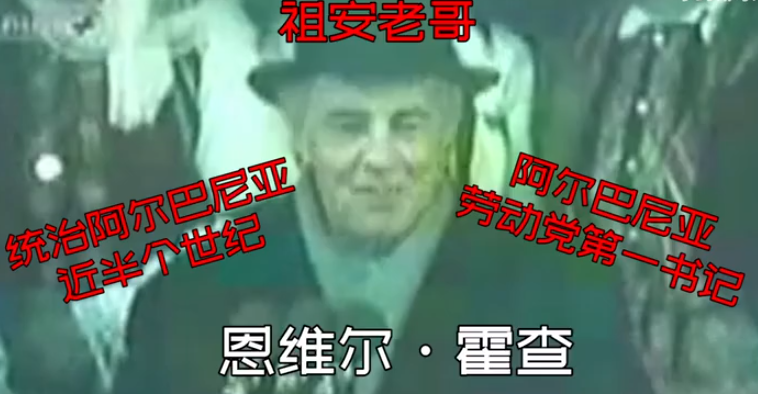 祖安老哥
统治阿尔巴尼亚
近半个世纪
阿尔巴尼亚
劳动党第一书记
恩维尔·霍查